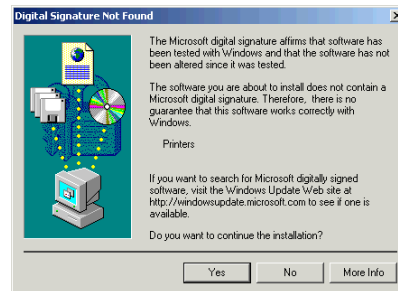 Digital Signature Not Found
The Microsoft digital signature affirms that software has
been tested with Windows and that the software has not
been altered since it was tested.
The software you are about to install does not contain a
Microsoft digital signature. Therefore, there is no
guarantee that this software works correctly with
Windows.
Printers
If you want to search for Microsoft digitally signed
software, visit the Windows Update Web site at
http://windowsupdate.microsoft.com to see if one is
available.
Do you want to continue the installation?
Yes No More Info